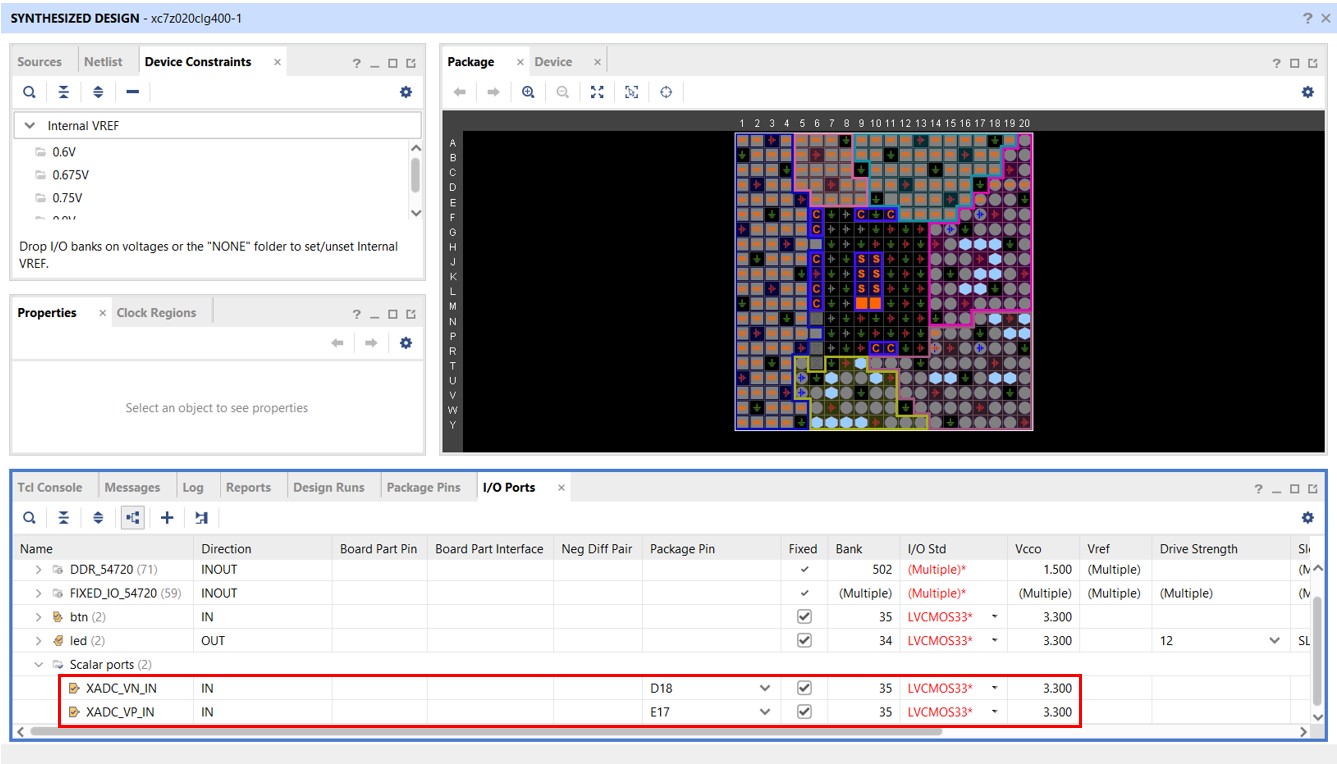 SYNTHESIZED DESIGN - xc7z020clg400-1
Sources Netlist Device Constraints
Internal VREF
0.6V
0.675V
0.75V
Drop I/O banks on voltages or the "NONE" folder to set/unset Internal
VREF.
Properties Clock Regions
Select an object to see properties
Package Device
1 2 3 4 5 6 7 8 9 10 11 12 13 14 15 16 17 18 19 20
A
B
C
D
E
F C C C
G C
H
J C S S
K C S S
L C S S
M C
N
P
R C C
T
U
V
W
Y
Tcl Console Messages Log Reports Design Runs Package Pins I/O Ports
Name Direction Board Part Pin Board Part Interface Neg Diff Pair Package Pin Fixed Bank I/O Std Vcco Vref Drive Strength
DDR_54720 (71) INOUT 502 (Multiple)* 1.500 (Multiple)
FIXED_IO_54720 (59) INOUT (Multiple) (Multiple)* (Multiple) (Multiple) (Multiple)
btn (2) IN 35 LVCMOS33* 3.300
led (2) OUT 34 LVCMOS33* 3.300 12
Scalar ports (2)
XADC_VN_IN IN D18 35 LVCMOS33* 3.300
XADC_VP_IN IN E17 35 LVCMOS33* 3.300